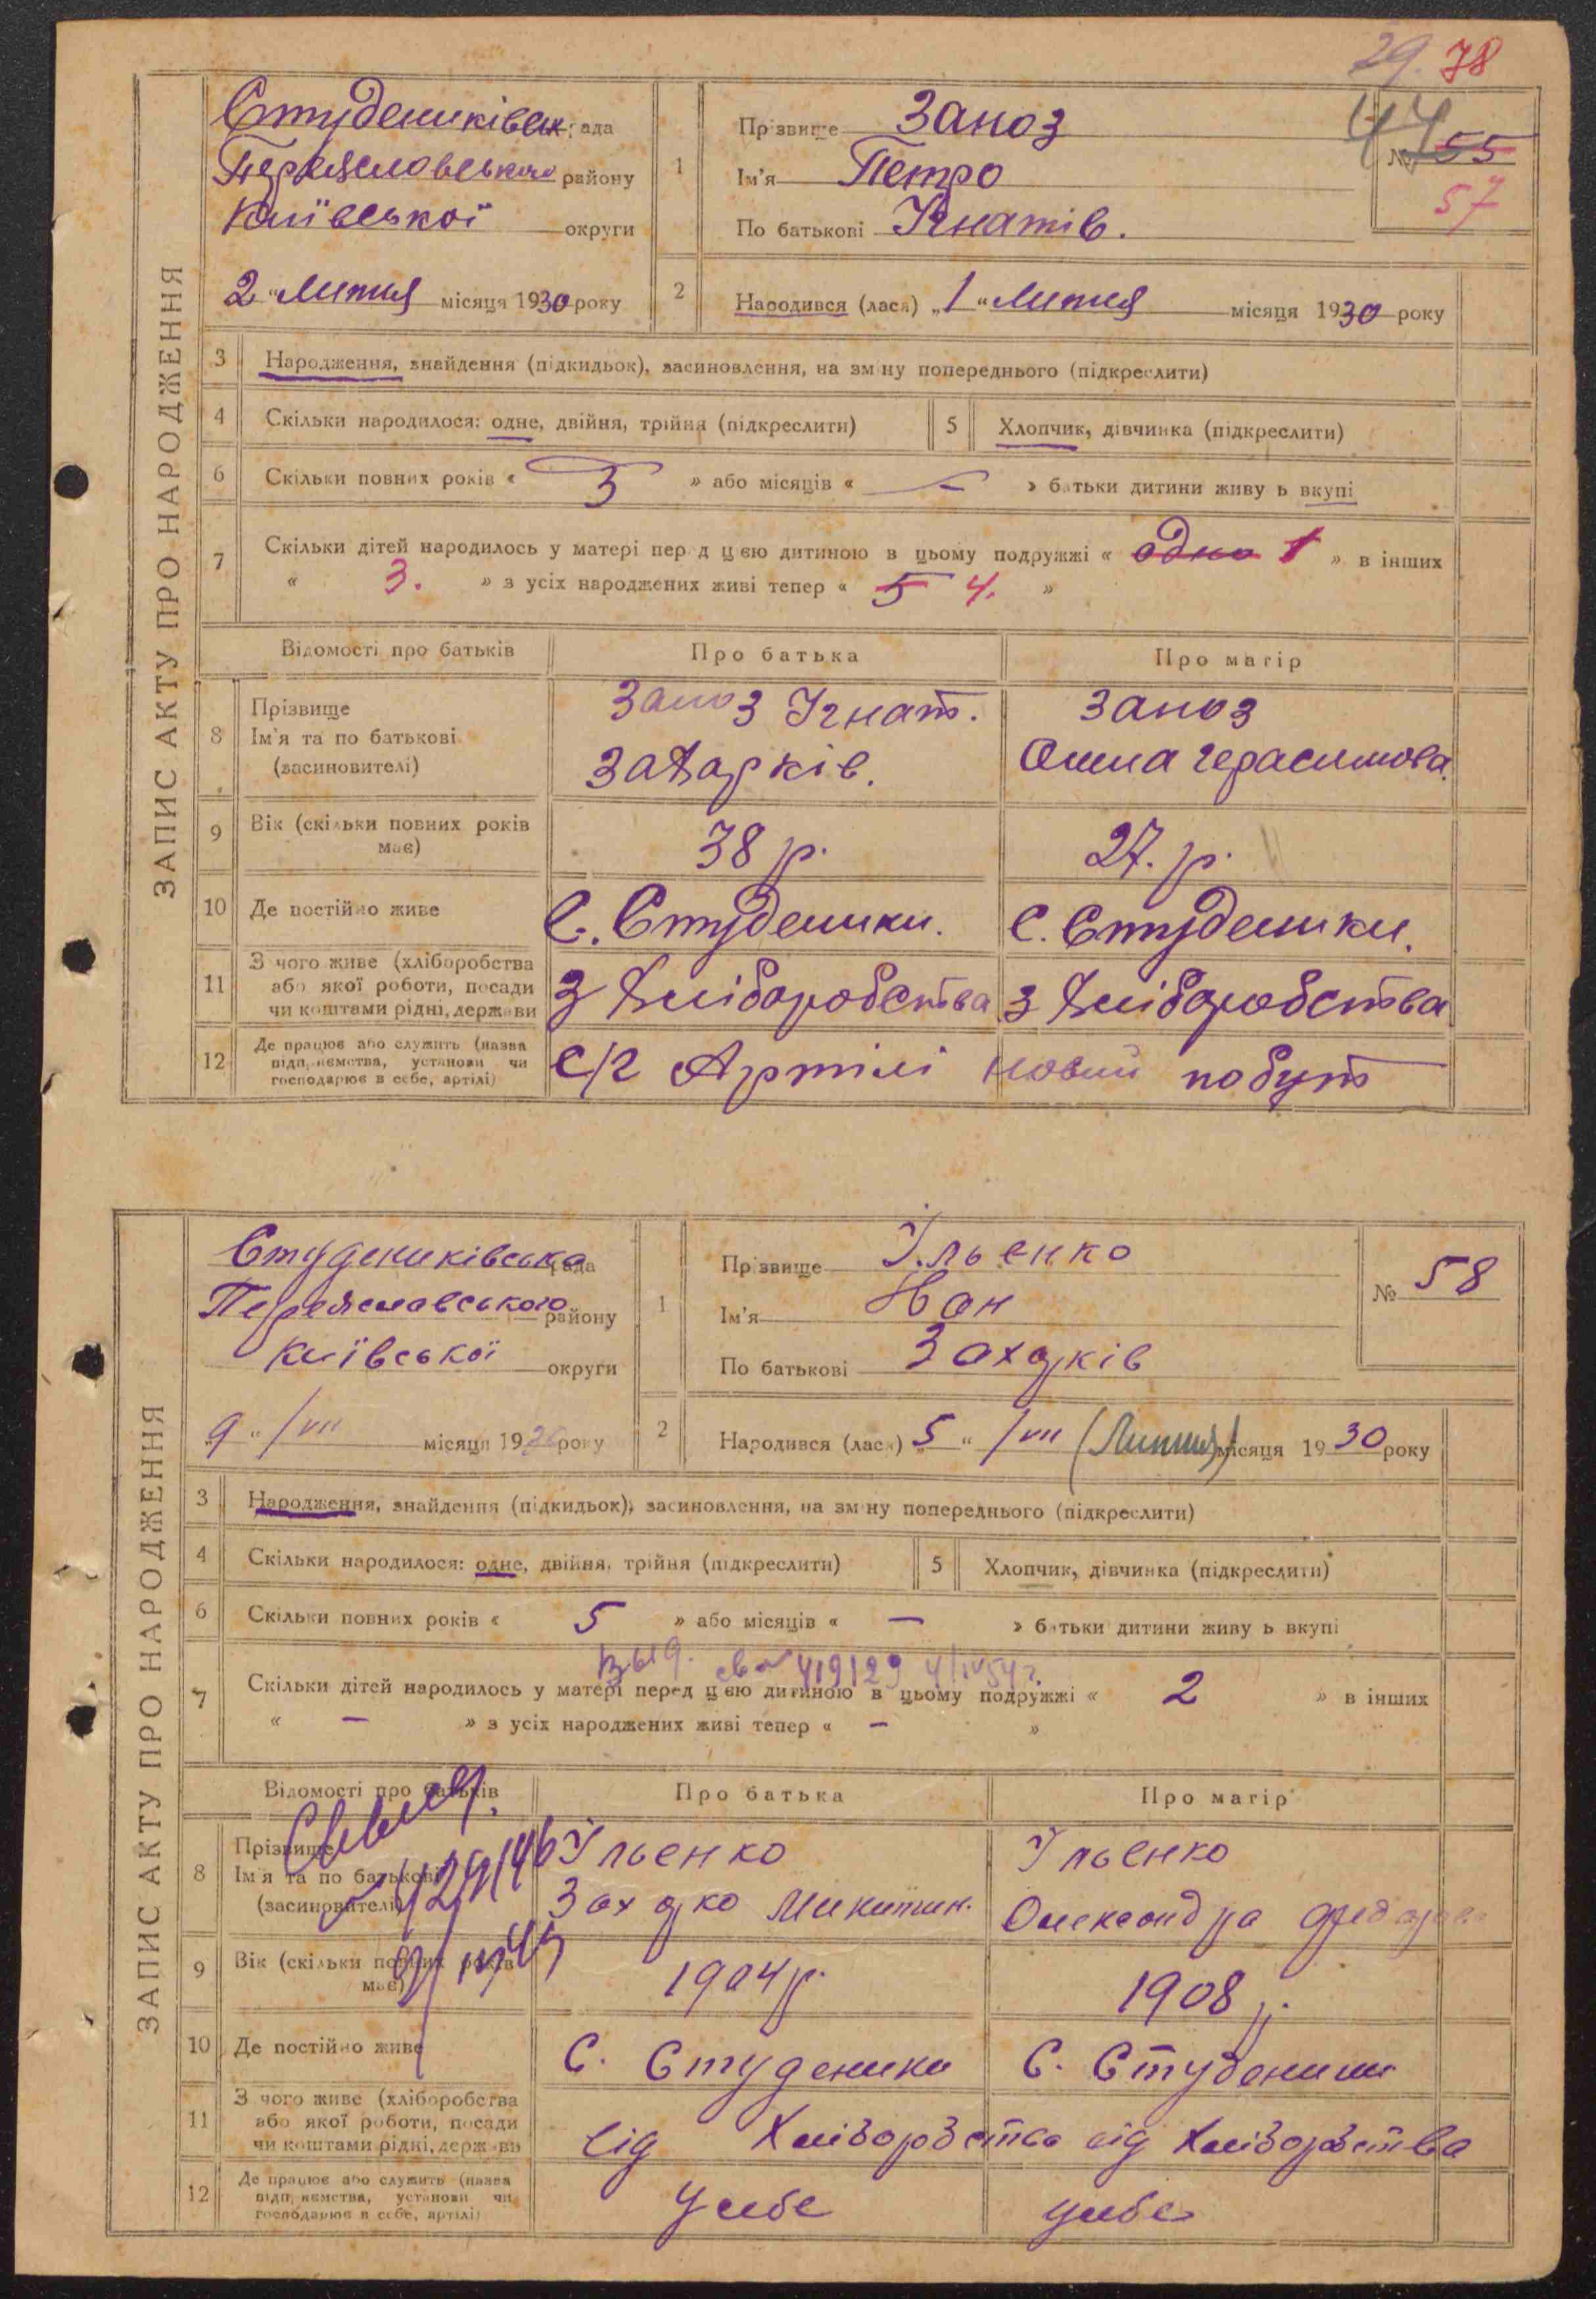 29. 78
ЗАПИС АКТУ ПРО НАРОДЖЕННЯ
Студениківськ рада
Переяславського району
Київської округи
2 "Липня місяця 1930 року
1
Прізвище Заноз
Ім'я Петро
По батькові Ігнатів.
44
№ 55
57
2
Народився (лася) „1 "Липня місяця 1930 року
3 Народження, знайдення (підкидьок), засиновлення, на зміну попереднього (підкреслити)
4 Скільки народилося: одне, двійня, трійня (підкреслити) 5 Хлопчик, дівчинка (підкреслити)
6 Скільки повних років « 3 » або місяців « – » батьки дитини живуть вкупі
7 Скільки дітей народилось у матері перед цією дитиною в цьому подружжі « одно 1 » в інших
« 3. » з усіх народжених живі тепер « 5 4. »
Відомості про батьків Про батька Про матір
8 Прізвище
Ім'я та по батькові
(засиновителі)
Заноз Ігнат.
Захарків.
Заноз
Олена Герасимова.
9 Вік (скільки повних років має) 38 р. 27. р.
10 Де постійно живе С. Студеники. С. Студеники.
11 З чого живе (хліборобства
або якої роботи, посади
чи коштами рідні, держави
З Хліборобства З Хліборобства
12 Де працює або служить (назва
підприємства, установи чи
господарює в себе, артілі)
С/г Артілі новий побут
ЗАПИС АКТУ ПРО НАРОДЖЕННЯ
Студениківська рада
Переяславського району
Київської округи
9 " /VII місяця 1930 року
1
Прізвище Ільенко
Ім'я Йван
По батькові Захарків
№ 58
2
Народився (лася) „5 " /VII (Липня) місяця 1930 року
3 Народження, знайдення (підкидьок), засиновлення, на зміну попереднього (підкреслити)
4 Скільки народилося: одне, двійня, трійня (підкреслити) 5 Хлопчик, дівчинка (підкреслити)
6 Скільки повних років « 5 » або місяців « – » батьки дитини живуть вкупі
7 Скільки дітей народилось у матері перед цією дитиною в цьому подружжі « 2 » в інших
« – » з усіх народжених живі тепер « – »
Відомості про батьків Про батька Про матір
8 Прізвище
Ім'я та по батькові
(засиновителі)
Ільенко
Захарко Микитин.
Ільенко
Олександра
9 Вік (скільки повних років має) 1904 р. 1908 р.
10 Де постійно живе С. Студеники С. Студеники
11 З чого живе (хліборобства
або якої роботи, посади
чи коштами рідні, держави
від Хліборобства від Хліборобства
12 Де працює або служить (назва
підприємства, установи чи
господарює в себе, артілі)
У себе у себе